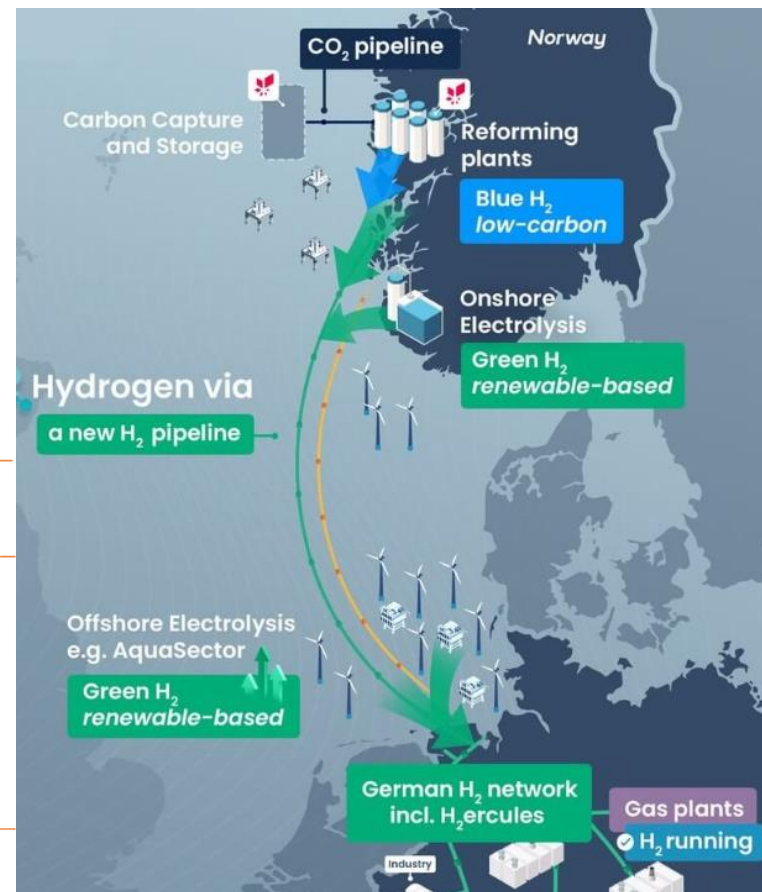 CO₂ pipeline
Norway
Carbon Capture
and Storage
Reforming
plants
Blue H₂
low-carbon
Onshore
Electrolysis
Green H₂
renewable-based
Hydrogen via
a new H₂ pipeline
Offshore Electrolysis
e.g. AquaSector
Green H₂
renewable-based
German H₂ network
incl. H₂ercules
Gas plants
H₂ running
Industry